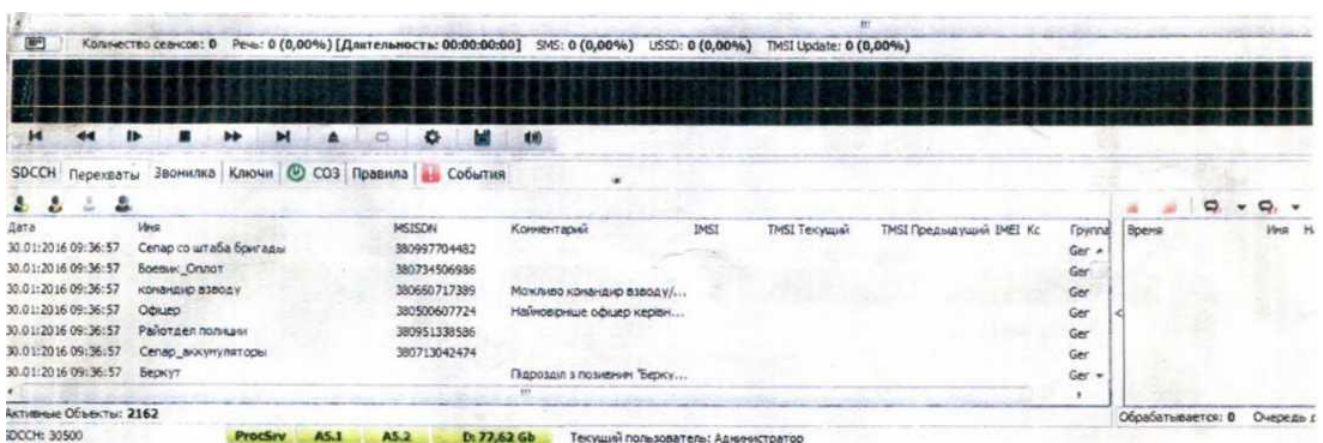 Количество сеансов: 0 Речь: 0 (0,00%) [Длительность: 00:00:00:00] SMS: 0 (0,00%) USSD: 0 (0,00%) TMSI Update: 0 (0,00%)
SDCCH Перехваты Звонилка Ключи СОЗ Правила События
Дата Имя MSISDN Комментарий IMSI TMSI Текущий TMSI Предыдущий IMEI Kc Группа Время Имя
30.01:2016 09:36:57 Сепар со штаба бригады 380997704482 Ger
30.01:2016 09:36:57 Боевик_Оплот 380734506986 Ger
30.01:2016 09:36:57 командир взводу 380660717389 Можливо командир взводу/... Ger
30.01:2016 09:36:57 Офіцер 380500607724 Найновірніше офіцер керівн... Ger
30.01:2016 09:36:57 Райотдел полиции 380951338586 Ger
30.01:2016 09:36:57 Сепар_аккумуляторы 380713042474 Ger
30.01:2016 09:36:57 Беркут Підрозділ з позивним "Берку... Ger
Активные Объекты: 2162 Обрабатывается: 0 Очередь
SDCCH: 30500 ProcSrv A5.1 A5.2 D: 77,62 Gb Текущий пользователь: Администратор